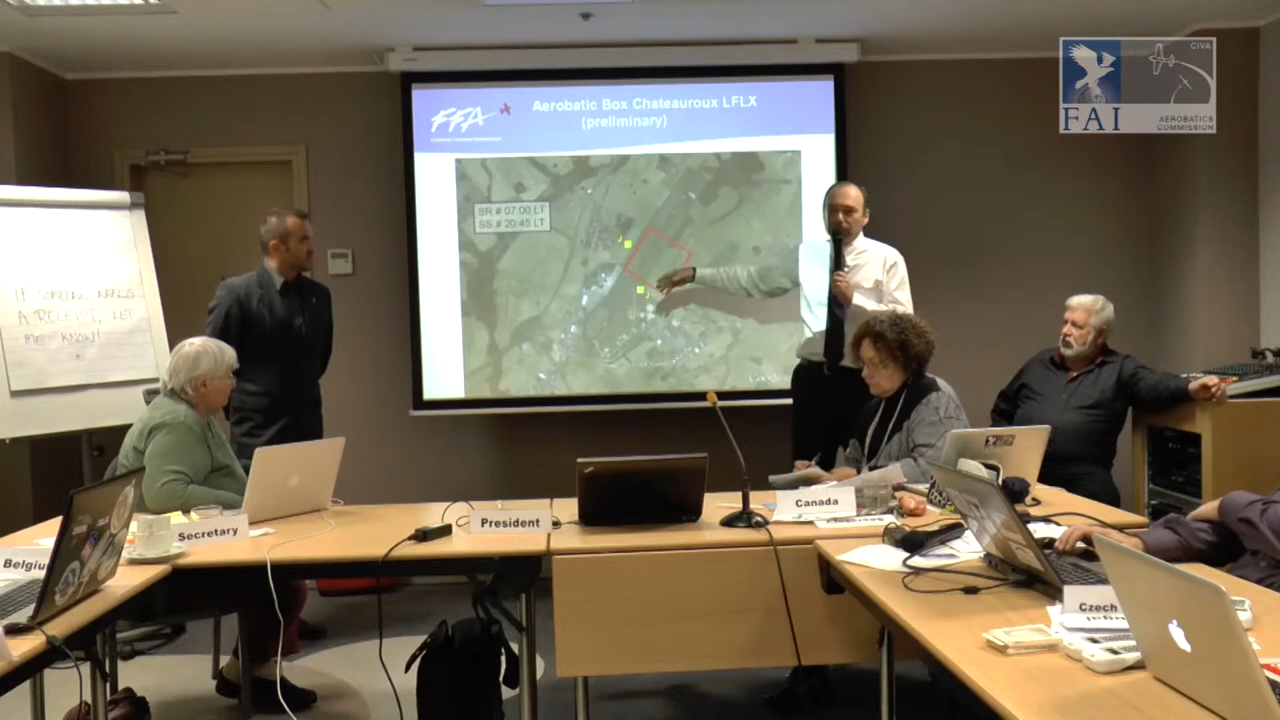 CIVA
FAI
AEROBATICS
COMMISSION
FFA
Aerobatic Box Chateauroux LFLX
(preliminary)
SR # 07:00 LT
SS # 20:45 LT
Google
IF SOMEONE NEEDS
A RECEIPT, LET
ME KNOW!
Secretary
President
Canada
Belgiu
Czech